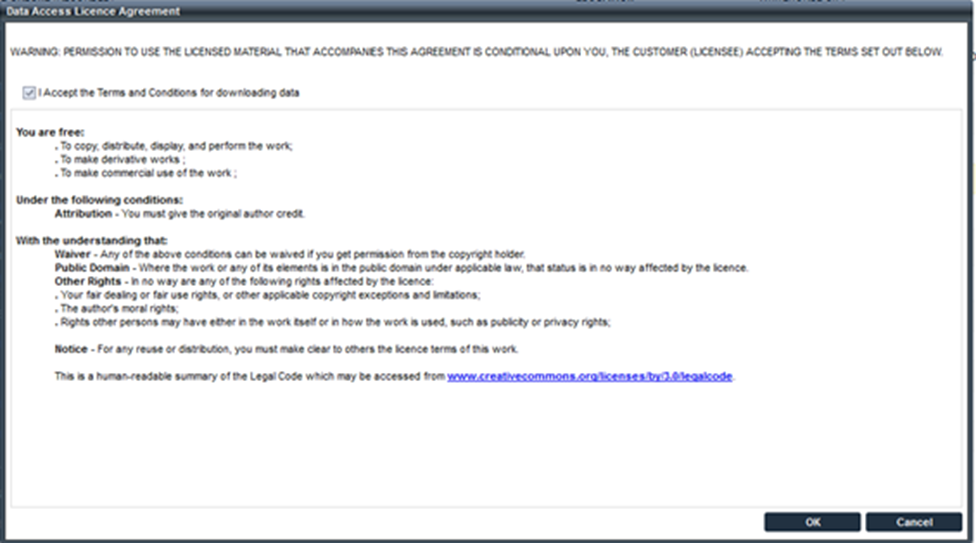 Data Access Licence Agreement
WARNING: PERMISSION TO USE THE LICENSED MATERIAL THAT ACCOMPANIES THIS AGREEMENT IS CONDITIONAL UPON YOU, THE CUSTOMER (LICENSEE) ACCEPTING THE TERMS SET OUT BELOW.
I Accept the Terms and Conditions for downloading data
You are free:
. To copy, distribute, display, and perform the work;
. To make derivative works ;
. To make commercial use of the work ;
Under the following conditions:
Attribution - You must give the original author credit.
With the understanding that:
Waiver - Any of the above conditions can be waived if you get permission from the copyright holder.
Public Domain - Where the work or any of its elements is in the public domain under applicable law, that status is in no way affected by the licence.
Other Rights - In no way are any of the following rights affected by the licence:
. Your fair dealing or fair use rights, or other applicable copyright exceptions and limitations;
. The author's moral rights;
. Rights other persons may have either in the work itself or in how the work is used, such as publicity or privacy rights;
Notice - For any reuse or distribution, you must make clear to others the licence terms of this work.
This is a human-readable summary of the Legal Code which may be accessed from www.creativecommons.org/licenses/by/3.0/legalcode.
OK Cancel